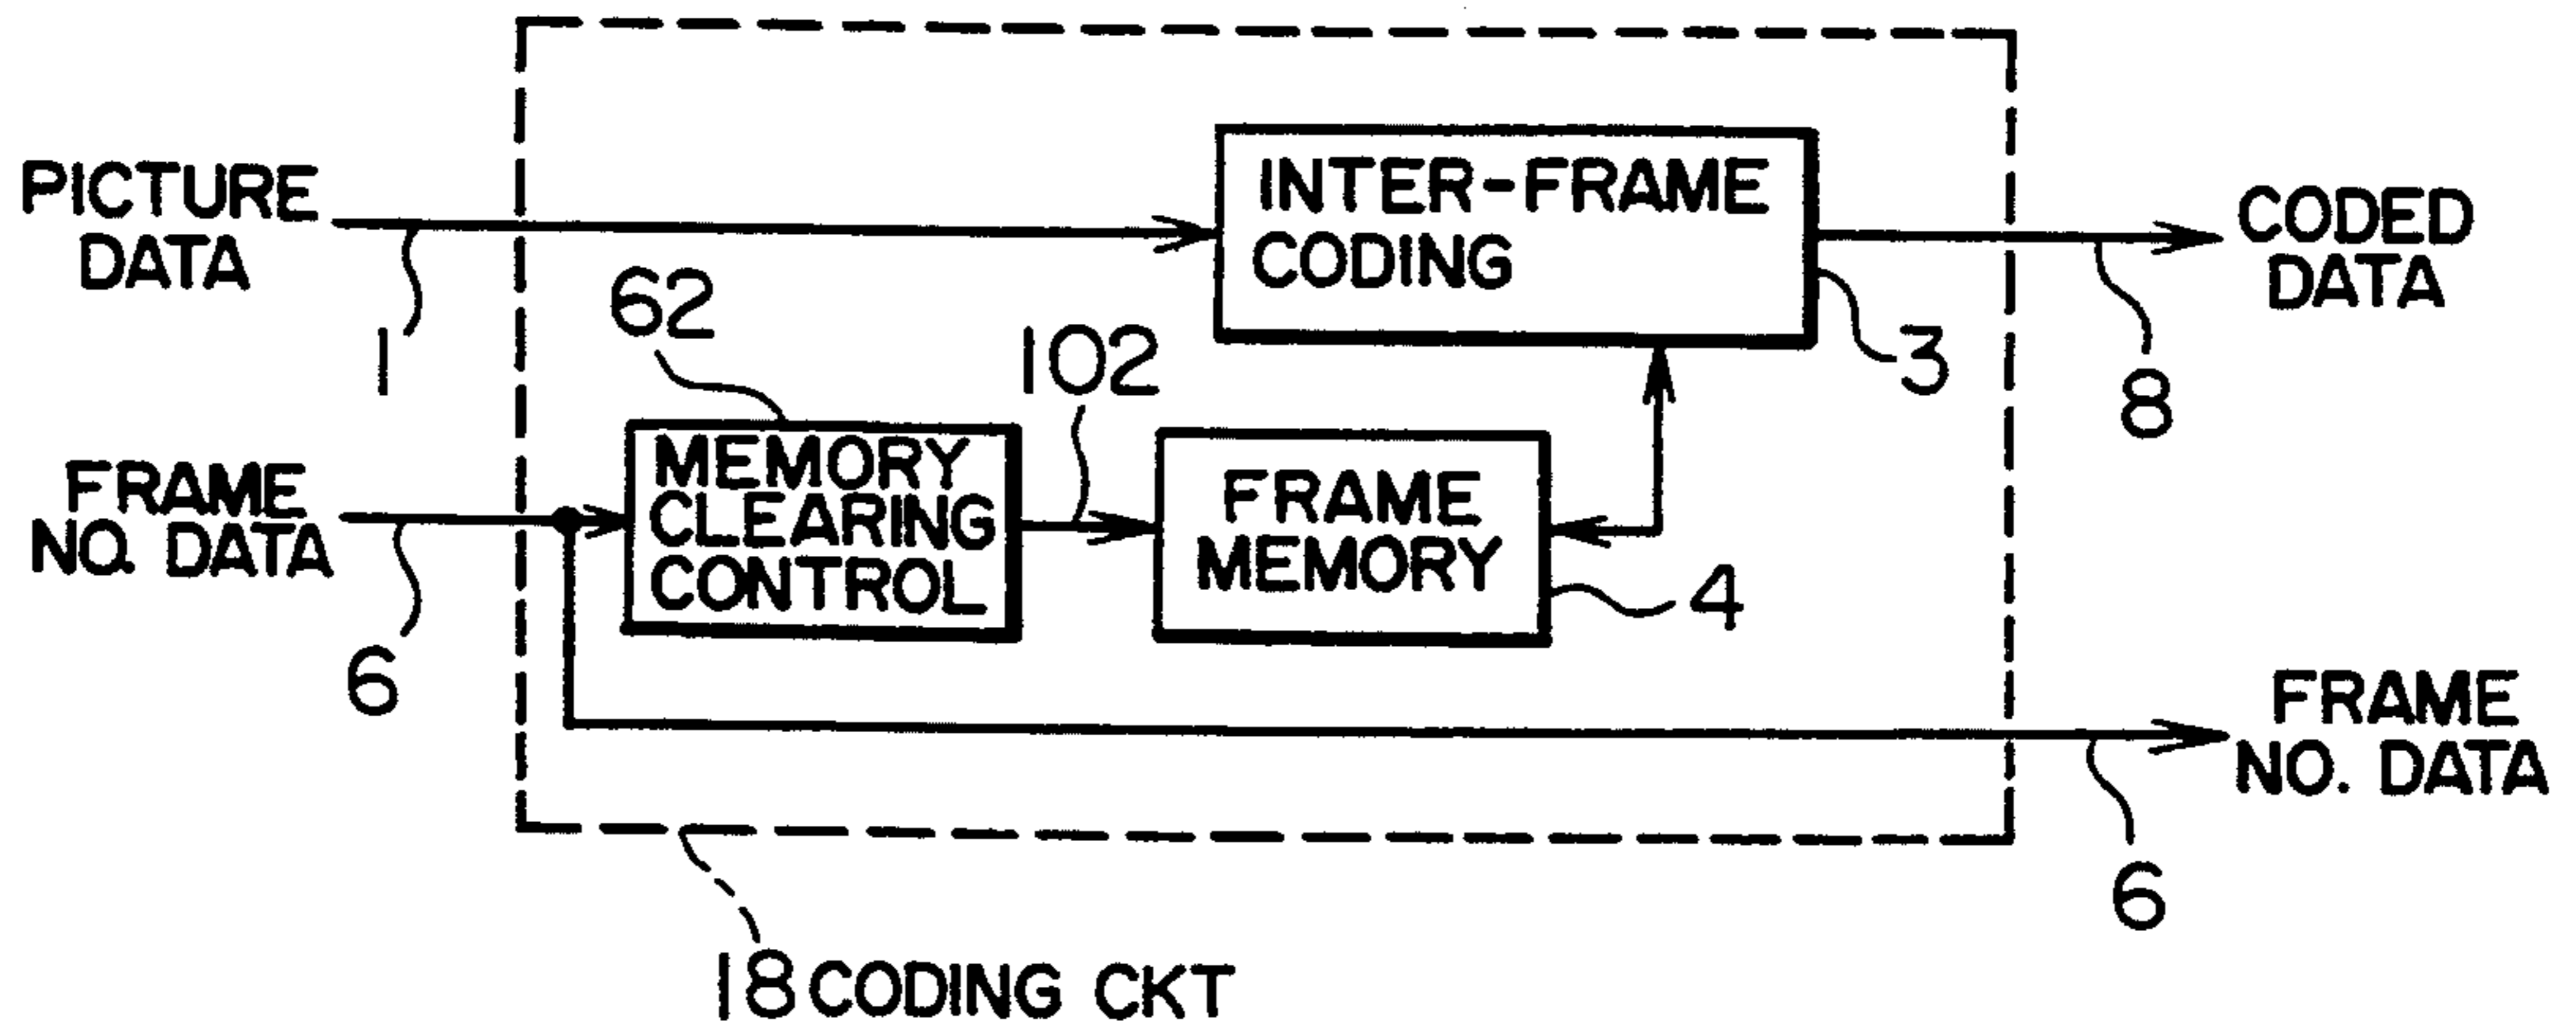 PICTURE
DATA
1
INTER-FRAME
CODING
3
CODED
DATA
8
62
102
FRAME
NO. DATA
6
MEMORY
CLEARING
CONTROL
FRAME
MEMORY
4
FRAME
NO. DATA
6
18 CODING CKT